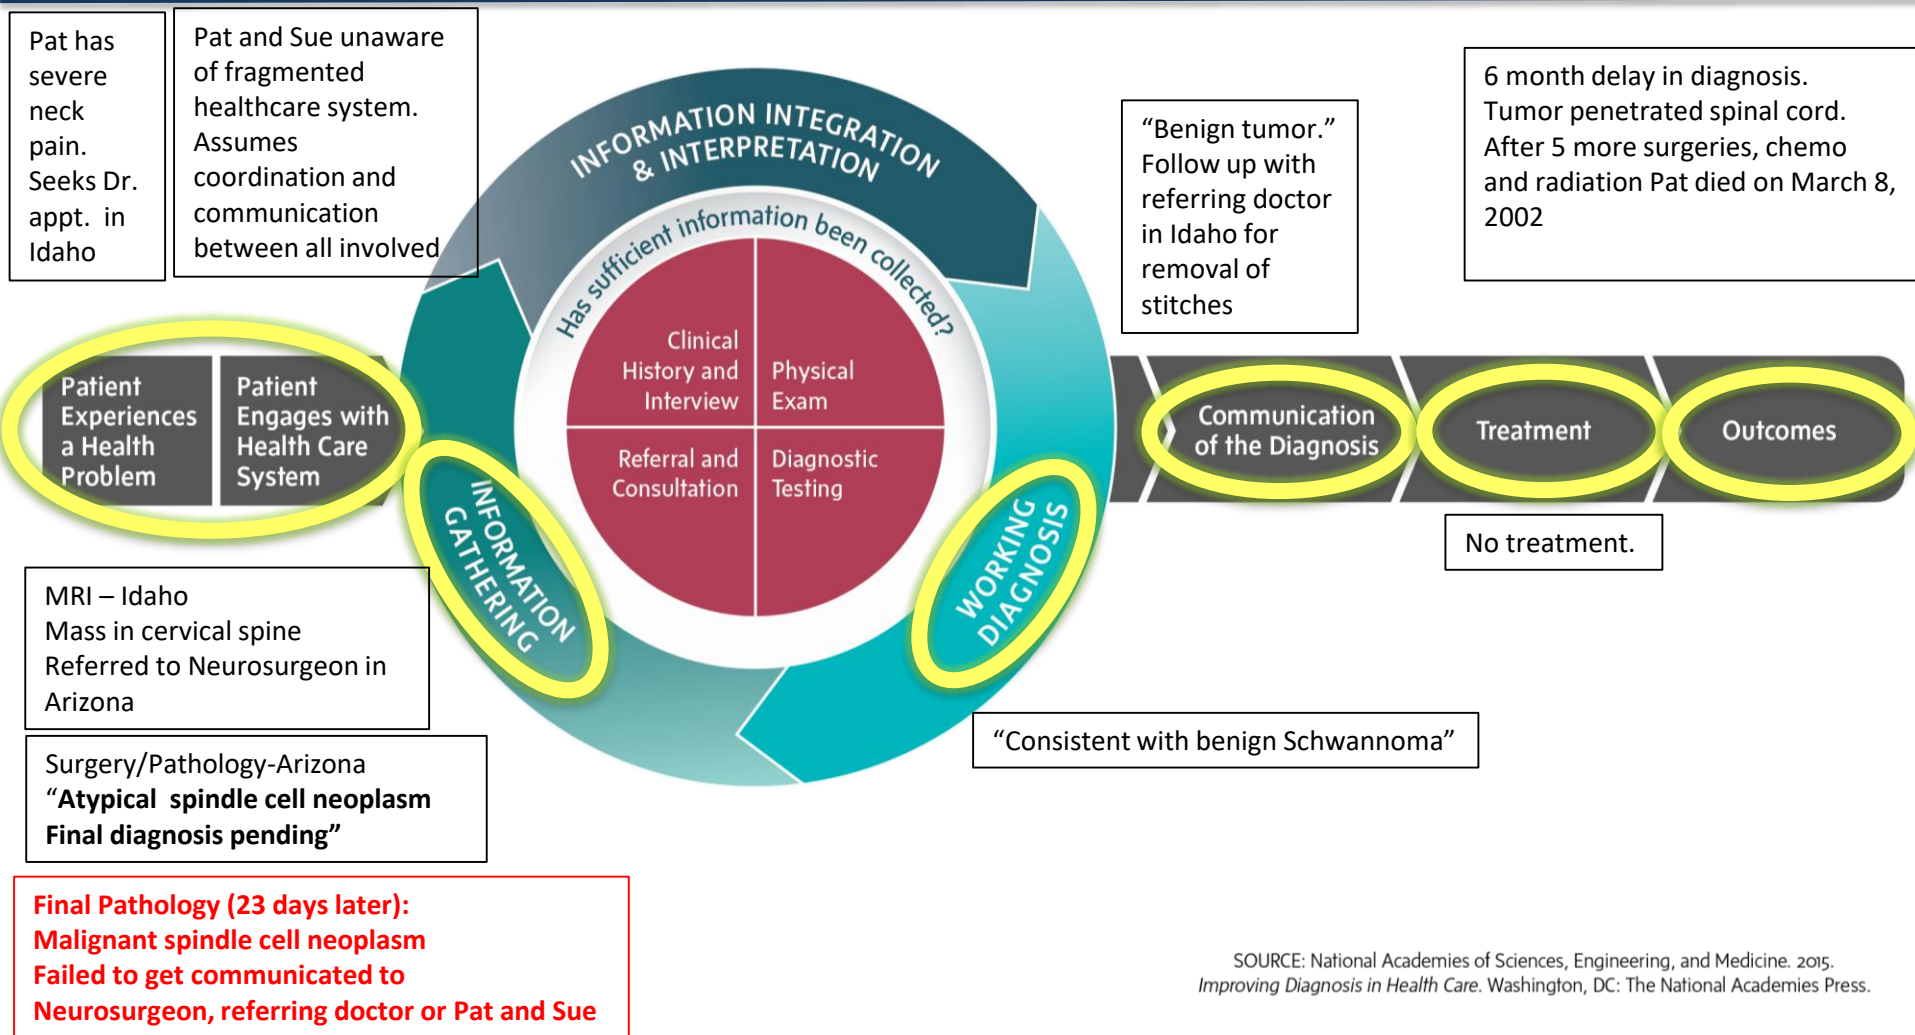 Pat has
severe
neck
pain.
Seeks Dr.
appt. in
Idaho
Pat and Sue unaware
of fragmented
healthcare system.
Assumes
coordination and
communication
between all involved
INFORMATION INTEGRATION
& INTERPRETATION
Has sufficient information been collected?
Clinical
History and
Interview
Physical
Exam
Referral and
Consultation
Diagnostic
Testing
“Benign tumor.”
Follow up with
referring doctor
in Idaho for
removal of
stitches
6 month delay in diagnosis.
Tumor penetrated spinal cord.
After 5 more surgeries, chemo
and radiation Pat died on March 8,
2002
Patient
Experiences
a Health
Problem
Patient
Engages with
Health Care
System
INFORMATION
GATHERING
WORKING
DIAGNOSIS
Communication
of the Diagnosis
Treatment
Outcomes
No treatment.
MRI – Idaho
Mass in cervical spine
Referred to Neurosurgeon in
Arizona
“Consistent with benign Schwannoma”
Surgery/Pathology-Arizona
“Atypical spindle cell neoplasm
Final diagnosis pending”
Final Pathology (23 days later):
Malignant spindle cell neoplasm
Failed to get communicated to
Neurosurgeon, referring doctor or Pat and Sue
SOURCE: National Academies of Sciences, Engineering, and Medicine. 2015.
Improving Diagnosis in Health Care. Washington, DC: The National Academies Press.